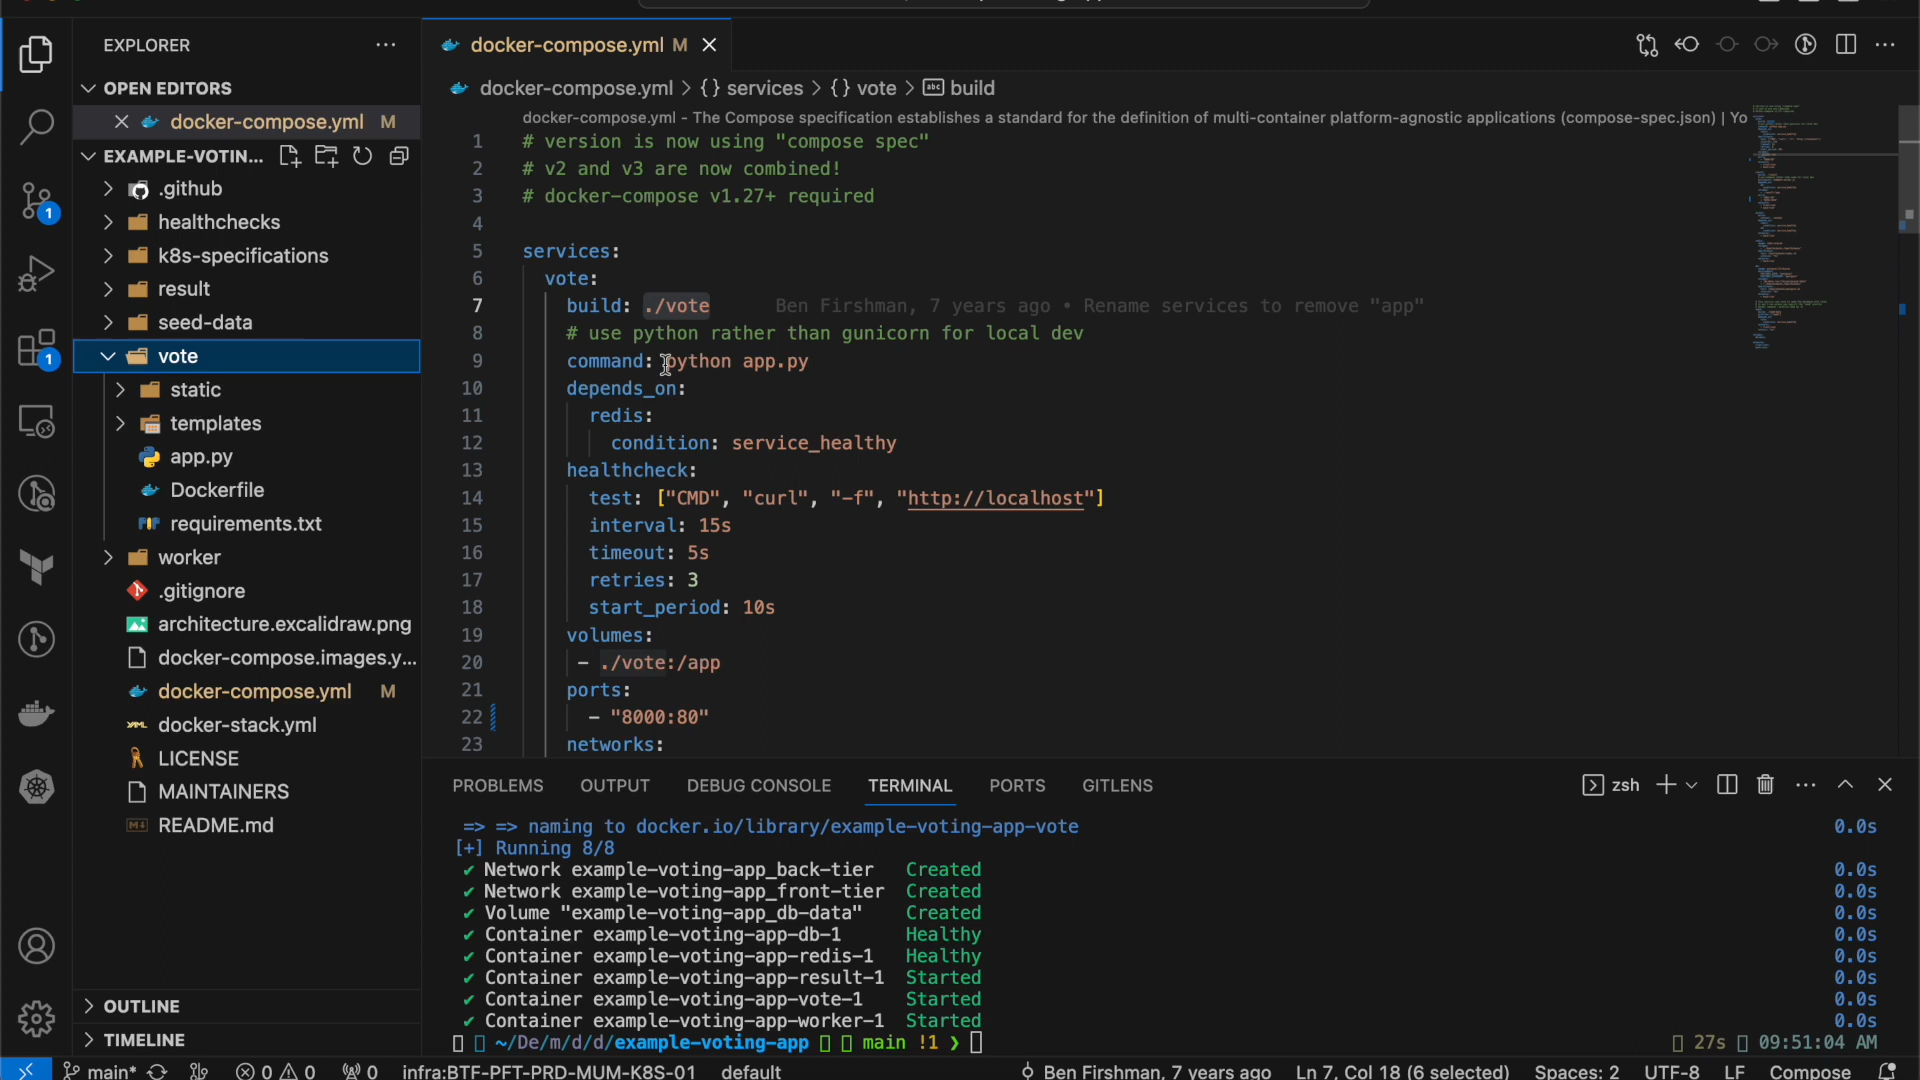 EXPLORER
OPEN EDITORS
docker-compose.yml M
EXAMPLE-VOTIN...
.github
healthchecks
k8s-specifications
result
seed-data
vote
static
templates
app.py
Dockerfile
requirements.txt
worker
.gitignore
architecture.excalidraw.png
docker-compose.images.y...
docker-compose.yml M
docker-stack.yml
LICENSE
MAINTAINERS
README.md
OUTLINE
TIMELINE
1
1
docker-compose.yml M
docker-compose.yml > {} services > {} vote > abc build
docker-compose.yml - The Compose specification establishes a standard for the definition of multi-container platform-agnostic applications (compose-spec.json) | Yo
1 # version is now using "compose spec"
2 # v2 and v3 are now combined!
3 # docker-compose v1.27+ required
4
5 services:
6 vote:
7 build: ./vote Ben Firshman, 7 years ago • Rename services to remove "app"
8 # use python rather than gunicorn for local dev
9 command: python app.py
10 depends_on:
11 redis:
12 condition: service_healthy
13 healthcheck:
14 test: ["CMD", "curl", "-f", "http://localhost"]
15 interval: 15s
16 timeout: 5s
17 retries: 3
18 start_period: 10s
19 volumes:
20 - ./vote:/app
21 ports:
22 - "8000:80"
23 networks:
PROBLEMS OUTPUT DEBUG CONSOLE TERMINAL PORTS GITLENS zsh
=> => naming to docker.io/library/example-voting-app-vote 0.0s
[+] Running 8/8
✔ Network example-voting-app_back-tier Created 0.0s
✔ Network example-voting-app_front-tier Created 0.0s
✔ Volume "example-voting-app_db-data" Created 0.0s
✔ Container example-voting-app-db-1 Healthy 0.0s
✔ Container example-voting-app-redis-1 Healthy 0.0s
✔ Container example-voting-app-result-1 Started 0.0s
✔ Container example-voting-app-vote-1 Started 0.0s
✔ Container example-voting-app-worker-1 Started 0.0s
~/De/m/d/d/example-voting-app main !1 ❯ 27s 09:51:04 AM
main* 0 0 0 infra:BTF-PFT-PRD-MUM-K8S-01 default Ben Firshman, 7 years ago Ln 7, Col 18 (6 selected) Spaces: 2 UTF-8 LF Compose